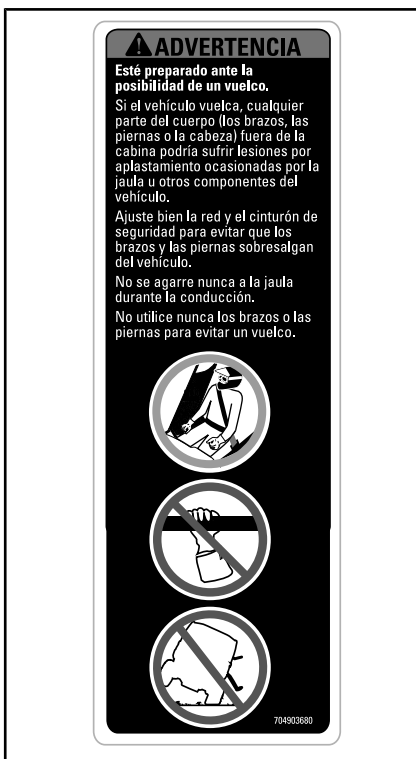 ADVERTENCIA
Esté preparado ante la
posibilidad de un vuelco.
Si el vehículo vuelca, cualquier
parte del cuerpo (los brazos, las
piernas o la cabeza) fuera de la
cabina podría sufrir lesiones por
aplastamiento ocasionadas por la
jaula u otros componentes del
vehículo.
Ajuste bien la red y el cinturón de
seguridad para evitar que los
brazos y las piernas sobresalgan
del vehículo.
No se agarre nunca a la jaula
durante la conducción.
No utilice nunca los brazos o las
piernas para evitar un vuelco.
704903680